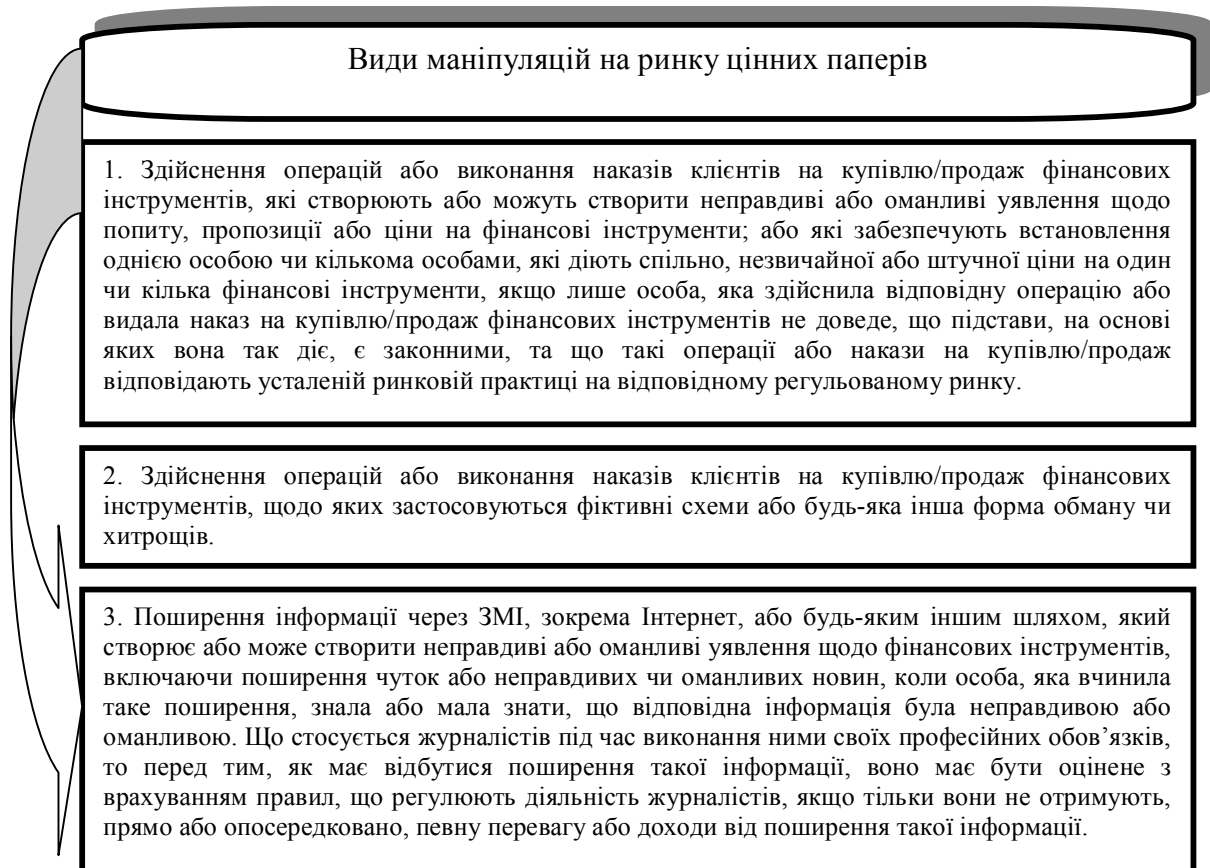 Види маніпуляцій на ринку цінних паперів
1. Здійснення операцій або виконання наказів клієнтів на купівлю/продаж фінансових
інструментів, які створюють або можуть створити неправдиві або оманливі уявлення щодо
попиту, пропозиції або ціни на фінансові інструменти; або які забезпечують встановлення
однією особою чи кількома особами, які діють спільно, незвичайної або штучної ціни на один
чи кілька фінансові інструменти, якщо лише особа, яка здійснила відповідну операцію або
видала наказ на купівлю/продаж фінансових інструментів не доведе, що підстави, на основі
яких вона так діє, є законними, та що такі операції або накази на купівлю/продаж
відповідають усталеній ринковій практиці на відповідному регульованому ринку.
2. Здійснення операцій або виконання наказів клієнтів на купівлю/продаж фінансових
інструментів, щодо яких застосовуються фіктивні схеми або будь-яка інша форма обману чи
хитрощів.
3. Поширення інформації через ЗМІ, зокрема Інтернет, або будь-яким іншим шляхом, який
створює або може створити неправдиві або оманливі уявлення щодо фінансових інструментів,
включаючи поширення чуток або неправдивих чи оманливих новин, коли особа, яка вчинила
таке поширення, знала або мала знати, що відповідна інформація була неправдивою або
оманливою. Що стосується журналістів під час виконання ними своїх професійних обов’язків,
то перед тим, як має відбутися поширення такої інформації, воно має бути оцінене з
врахуванням правил, що регулюють діяльність журналістів, якщо тільки вони не отримують,
прямо або опосередковано, певну перевагу або доходи від поширення такої інформації.